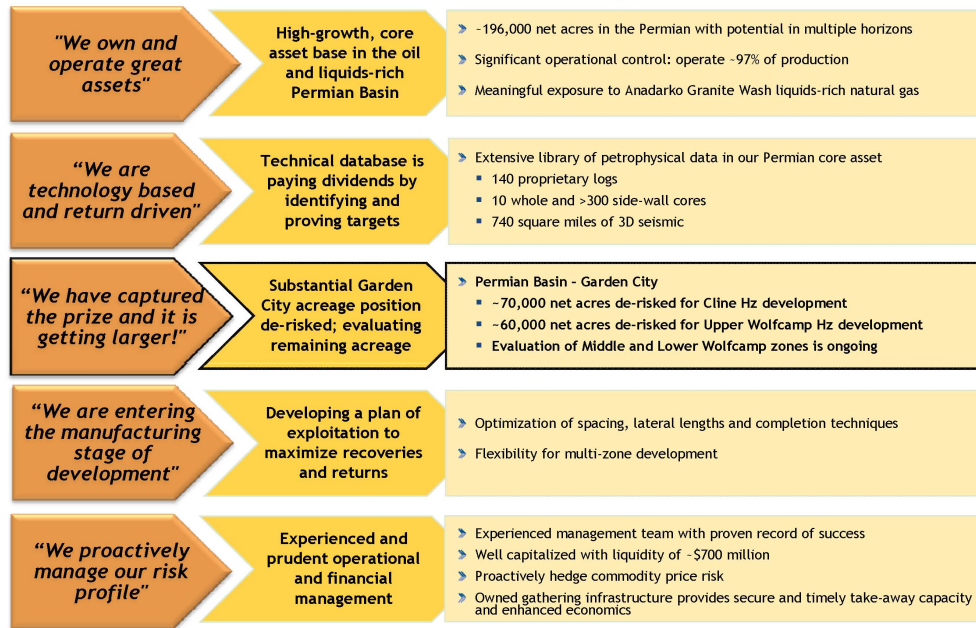 "We own and
operate great
assets"
High-growth, core
asset base in the oil
and liquids-rich
Permian Basin
~196,000 net acres in the Permian with potential in multiple horizons
Significant operational control: operate ~97% of production
Meaningful exposure to Anadarko Granite Wash liquids-rich natural gas
“We are
technology based
and return driven"
Technical database is
paying dividends by
identifying and
proving targets
Extensive library of petrophysical data in our Permian core asset
140 proprietary logs
10 whole and >300 side-wall cores
740 square miles of 3D seismic
“We have captured
the prize and it is
getting larger!"
Substantial Garden
City acreage position
de-risked; evaluating
remaining acreage
Permian Basin – Garden City
~70,000 net acres de-risked for Cline Hz development
~60,000 net acres de-risked for Upper Wolfcamp Hz development
Evaluation of Middle and Lower Wolfcamp zones is ongoing
“We are entering
the manufacturing
stage of
development"
Developing a plan of
exploitation to
maximize recoveries
and returns
Optimization of spacing, lateral lengths and completion techniques
Flexibility for multi-zone development
“We proactively
manage our risk
profile"
Experienced and
prudent operational
and financial
management
Experienced management team with proven record of success
Well capitalized with liquidity of ~$700 million
Proactively hedge commodity price risk
Owned gathering infrastructure provides secure and timely take-away capacity
and enhanced economics